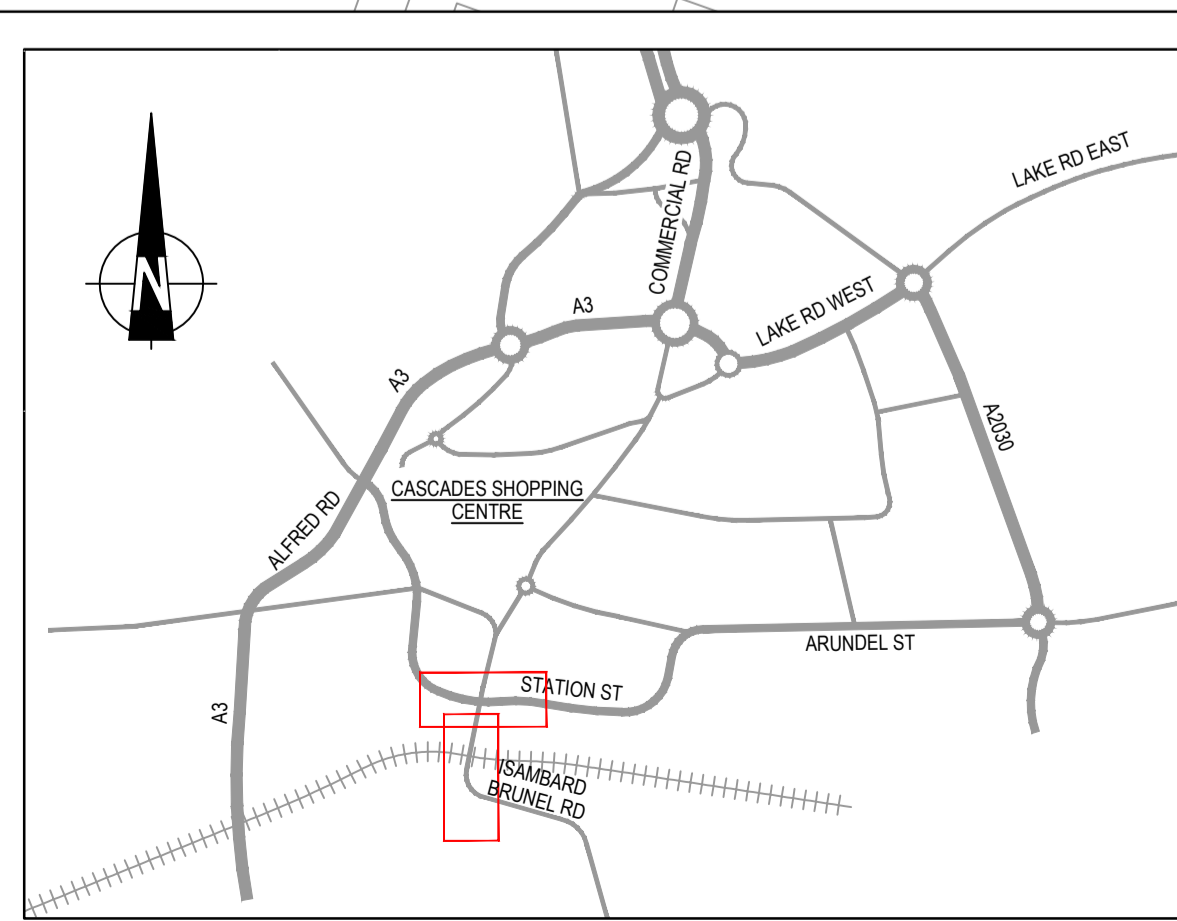 LAKE RD EAST
COMMERCIAL RD
N
LAKE RD WEST
A3
A3
A2030
CASCADES SHOPPING
CENTRE
ALFRED RD
ARUNDEL ST
STATION ST
A3
ISAMBARD
BRUNEL RD